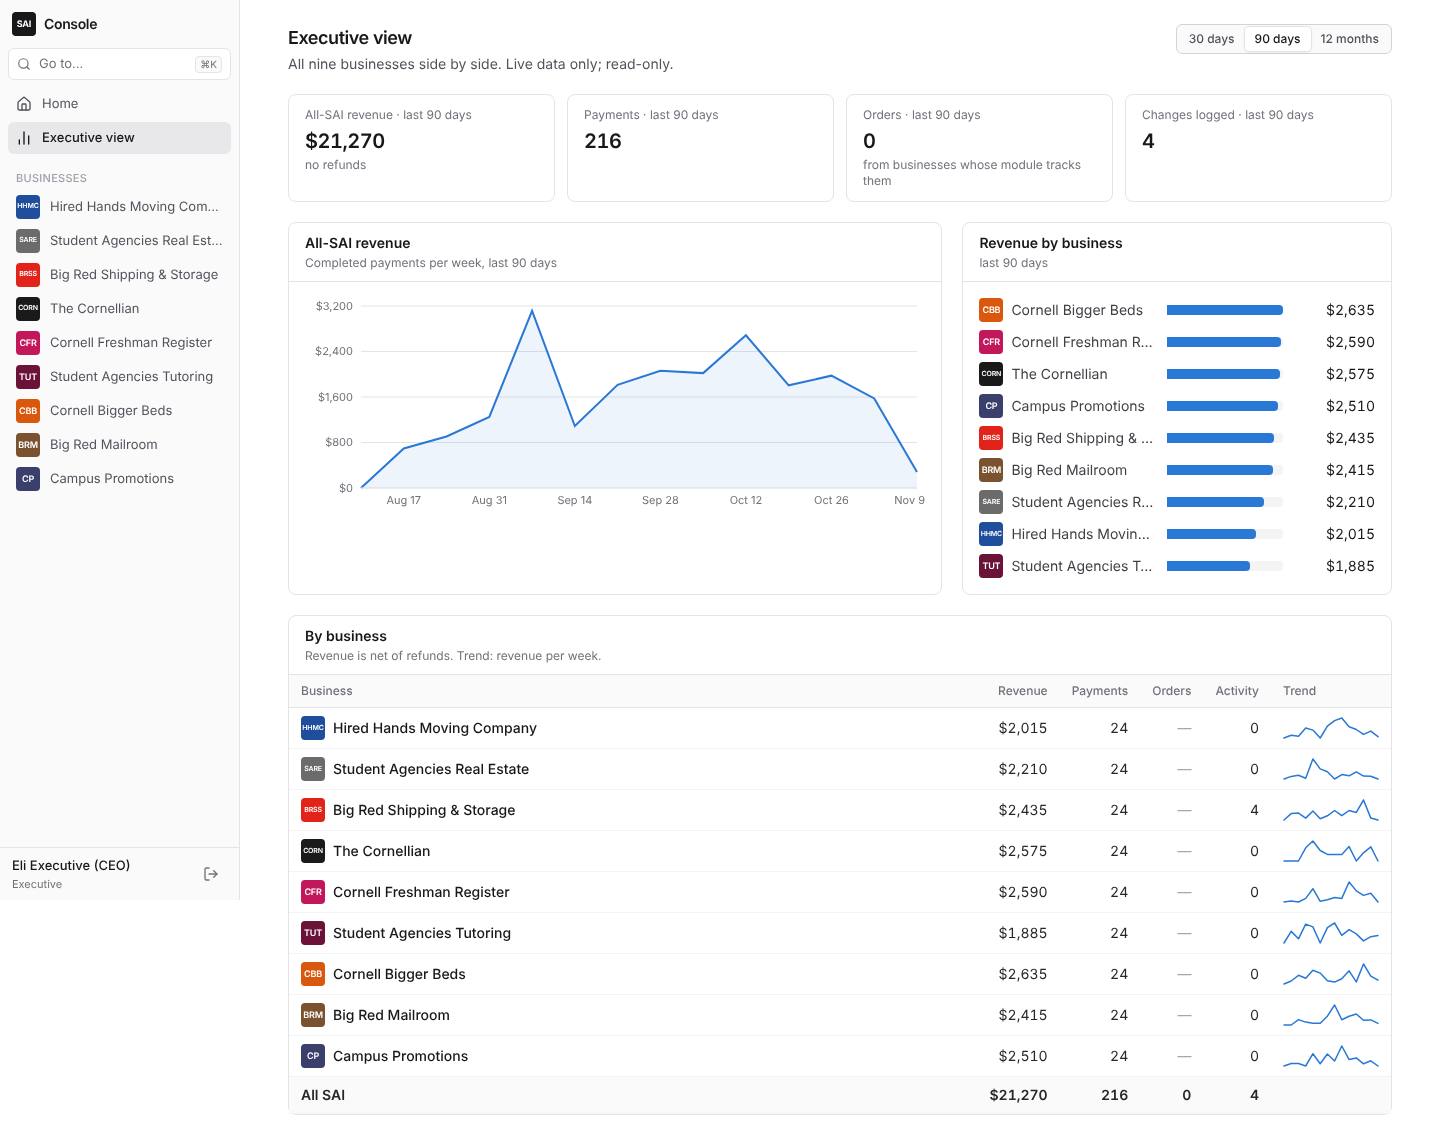 SAI Console
Go to... ⌘K
Home
Executive view
BUSINESSES
HHMC Hired Hands Moving Com...
SARE Student Agencies Real Est...
BRSS Big Red Shipping & Storage
CORN The Cornellian
CFR Cornell Freshman Register
TUT Student Agencies Tutoring
CBB Cornell Bigger Beds
BRM Big Red Mailroom
CP Campus Promotions
Eli Executive (CEO)
Executive
Executive view
All nine businesses side by side. Live data only; read-only.
30 days 90 days 12 months
All-SAI revenue · last 90 days
$21,270
no refunds
Payments · last 90 days
216
Orders · last 90 days
0
from businesses whose module tracks
them
Changes logged · last 90 days
4
All-SAI revenue
Completed payments per week, last 90 days
$3,200
$2,400
$1,600
$800
$0
Aug 17 Aug 31 Sep 14 Sep 28 Oct 12 Oct 26 Nov 9
Revenue by business
last 90 days
CBB Cornell Bigger Beds $2,635
CFR Cornell Freshman R... $2,590
CORN The Cornellian $2,575
CP Campus Promotions $2,510
BRSS Big Red Shipping & ... $2,435
BRM Big Red Mailroom $2,415
SARE Student Agencies R... $2,210
HHMC Hired Hands Movin... $2,015
TUT Student Agencies T... $1,885
By business
Revenue is net of refunds. Trend: revenue per week.
Business Revenue Payments Orders Activity Trend
HHMC Hired Hands Moving Company $2,015 24 — 0
SARE Student Agencies Real Estate $2,210 24 — 0
BRSS Big Red Shipping & Storage $2,435 24 — 4
CORN The Cornellian $2,575 24 — 0
CFR Cornell Freshman Register $2,590 24 — 0
TUT Student Agencies Tutoring $1,885 24 — 0
CBB Cornell Bigger Beds $2,635 24 — 0
BRM Big Red Mailroom $2,415 24 — 0
CP Campus Promotions $2,510 24 — 0
All SAI $21,270 216 0 4